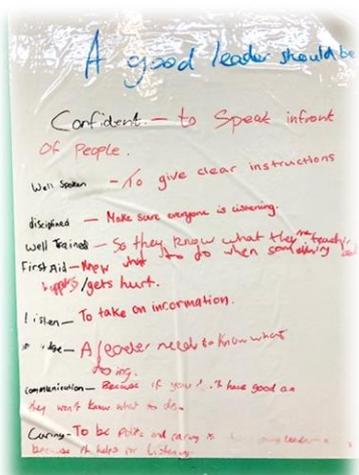 A good leader should be
Confident — to Speak infront
Of People.
Well Spoken - To give clear instructions
disciplined — Make sure everyone is listening.
Well Trained — So they know what they're
First Aid — to do when something
/gets hurt.
listen — To take on information.
— A leader need to know what
Communication — Because if you have good
they won't know what to do.
Caring - To be Polite and caring is
because it helps for listening